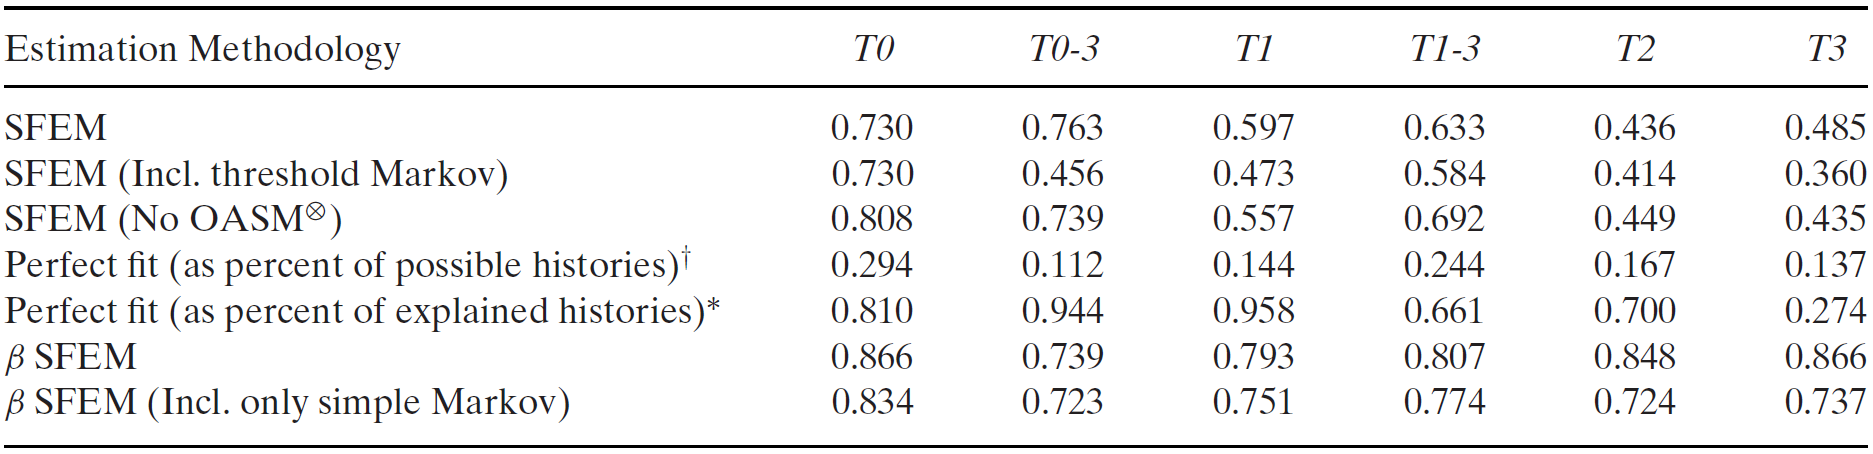 Estimation Methodology T0 T0-3 T1 T1-3 T2 T3
SFEM 0.730 0.763 0.597 0.633 0.436 0.485
SFEM (Incl. threshold Markov) 0.730 0.456 0.473 0.584 0.414 0.360
SFEM (No OASM⊗) 0.808 0.739 0.557 0.692 0.449 0.435
Perfect fit (as percent of possible histories)† 0.294 0.112 0.144 0.244 0.167 0.137
Perfect fit (as percent of explained histories)* 0.810 0.944 0.958 0.661 0.700 0.274
β SFEM 0.866 0.739 0.793 0.807 0.848 0.866
β SFEM (Incl. only simple Markov) 0.834 0.723 0.751 0.774 0.724 0.737